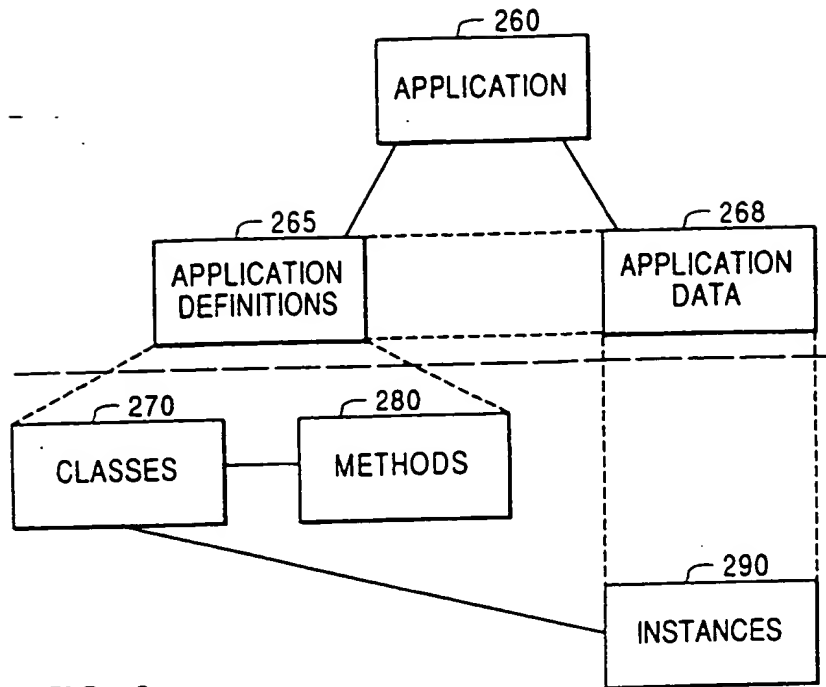 260
APPLICATION
265
268
APPLICATION
DEFINITIONS
APPLICATION
DATA
270
280
CLASSES
METHODS
290
INSTANCES